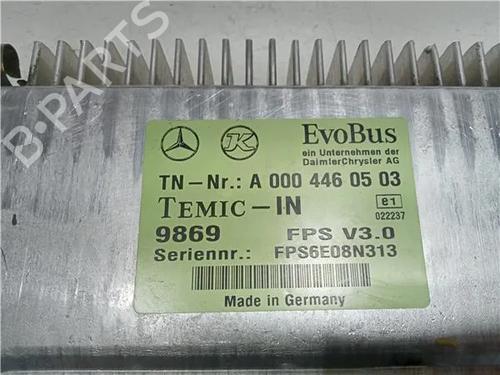 B-PARTS
K
EvoBus
ein Unternehmen der
DaimlerChrysler AG
TN-Nr.: A 000 446 05 03
TEMIC-IN
e1
022237
9869 FPS V3.0
Seriennr.: FPS6E08N313
Made in Germany